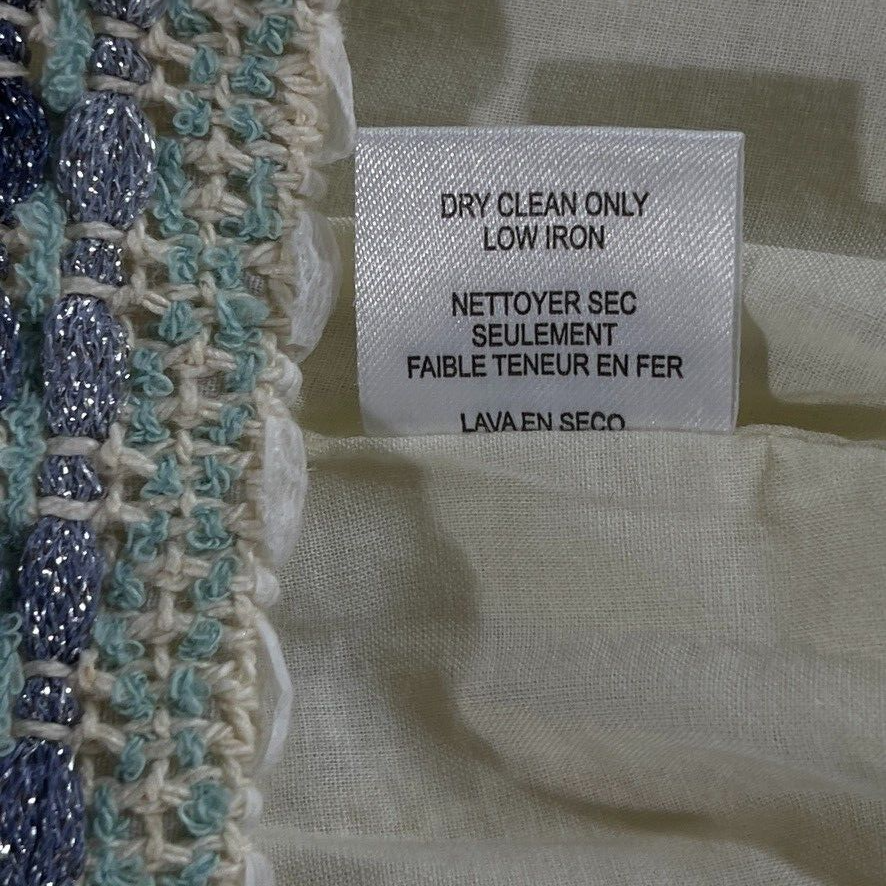 DRY CLEAN ONLY
LOW IRON
NETTOYER SEC
SEULEMENT
FAIBLE TENEUR EN FER
LAVA EN SECO